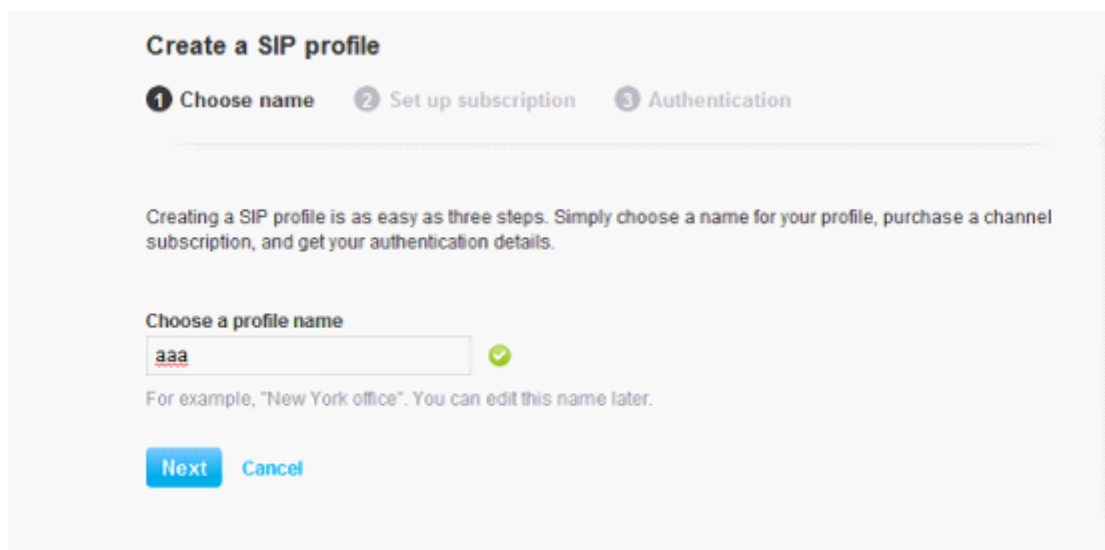 Create a SIP profile
1 Choose name 2 Set up subscription 3 Authentication
Creating a SIP profile is as easy as three steps. Simply choose a name for your profile, purchase a channel
subscription, and get your authentication details.
Choose a profile name
aaa
For example, "New York office". You can edit this name later.
Next Cancel